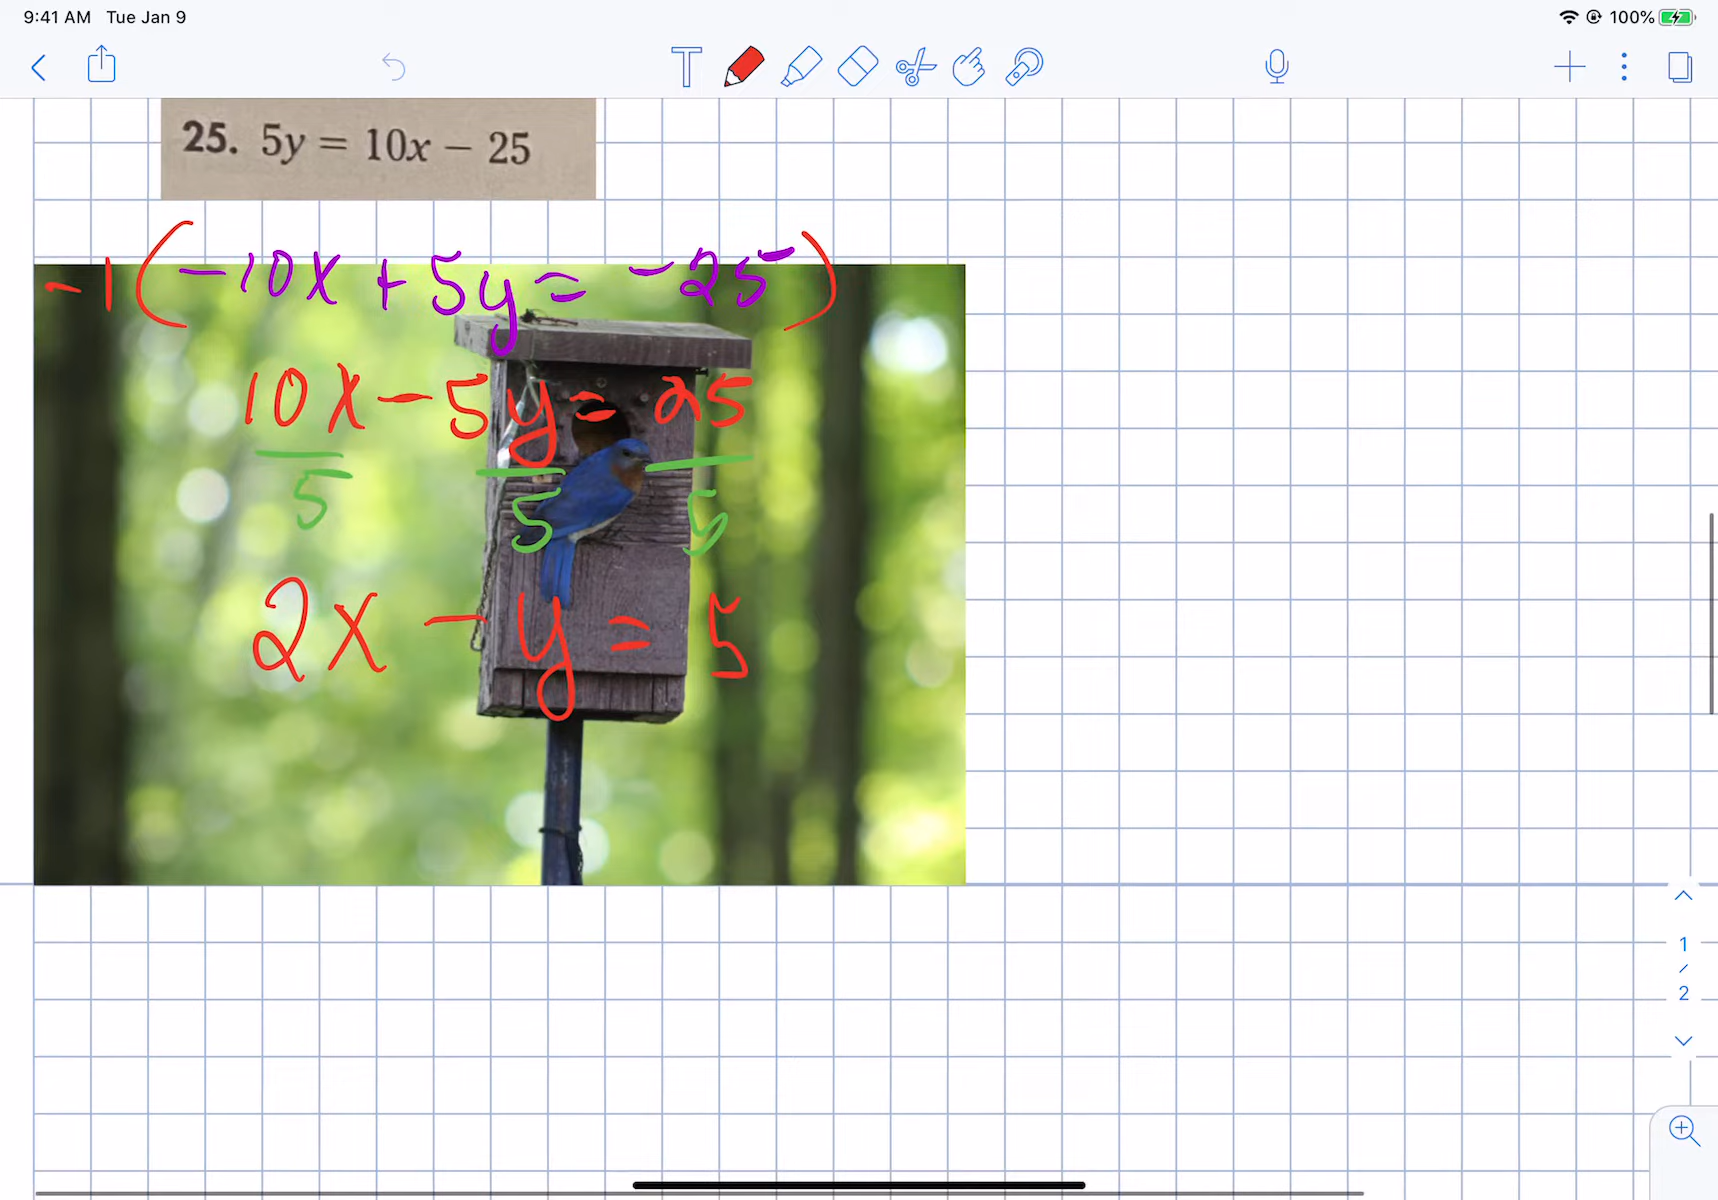 9:41 AM Tue Jan 9
100%
T
25. 5y = 10x − 25
-1(-10x + 5y = -25)
10x - 5y = 25
5 5 5
2x - y = 5
1
/
2